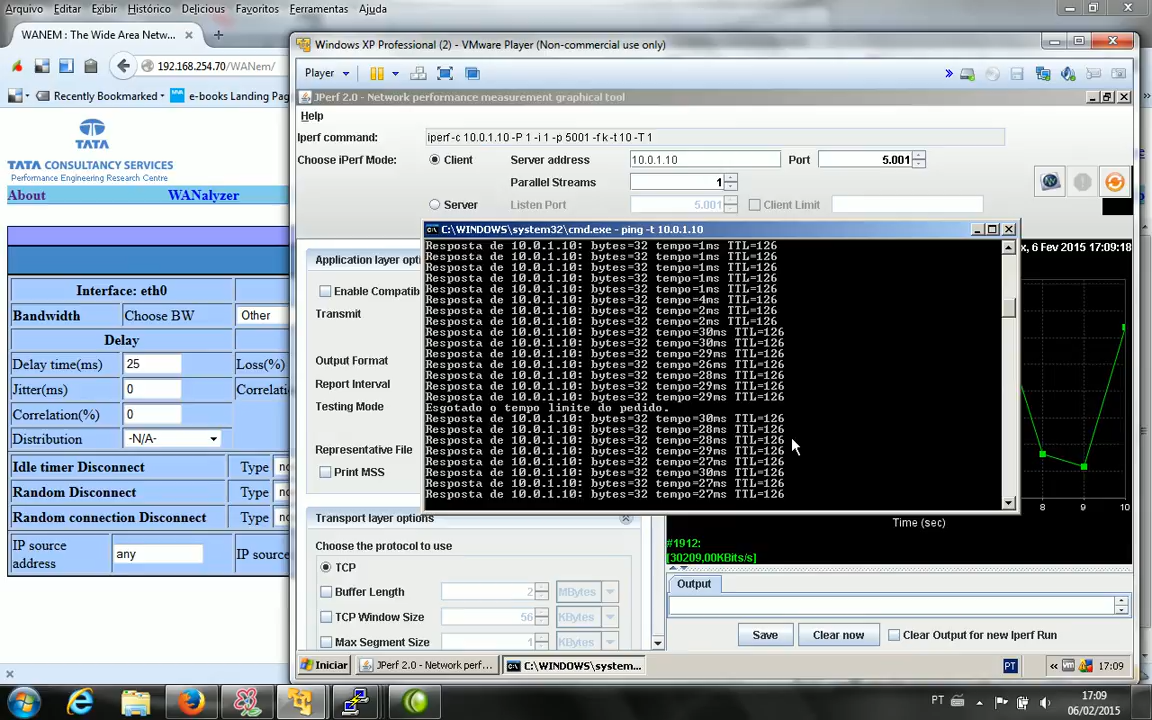 Arquivo Editar Exibir Histórico Delicious Favoritos Ferramentas Ajuda
WANEM : The Wide Area Netw...
192.168.254.70/WANem/
Recently Bookmarked
e-books Landing Pag
TATA
TATA CONSULTANCY SERVICES
Performance Engineering Research Centre
About WANalyzer
Interface: eth0
Bandwidth Choose BW Other
Delay
Delay time(ms) 25 Loss(%)
Jitter(ms) 0 Correlation
Correlation(%) 0
Distribution -N/A-
Idle timer Disconnect Type
Random Disconnect Type
Random connection Disconnect Type
IP source address any IP source
Windows XP Professional (2) - VMware Player (Non-commercial use only)
Player
JPerf 2.0 - Network performance measurement graphical tool
Help
Iperf command: iperf -c 10.0.1.10 -P 1 -i 1 -p 5001 -f k -t 10 -T 1
Choose iPerf Mode: Client Server address 10.0.1.10 Port 5.001
Parallel Streams 1
Server Listen Port 5.001 Client Limit
Application layer opti
Enable Compatib
Transmit
Output Format
Report Interval
Testing Mode
Representative File
Print MSS
C:\WINDOWS\system32\cmd.exe - ping -t 10.0.1.10
Resposta de 10.0.1.10: bytes=32 tempo=1ms TTL=126
Resposta de 10.0.1.10: bytes=32 tempo=1ms TTL=126
Resposta de 10.0.1.10: bytes=32 tempo=1ms TTL=126
Resposta de 10.0.1.10: bytes=32 tempo=1ms TTL=126
Resposta de 10.0.1.10: bytes=32 tempo=1ms TTL=126
Resposta de 10.0.1.10: bytes=32 tempo=4ms TTL=126
Resposta de 10.0.1.10: bytes=32 tempo=2ms TTL=126
Resposta de 10.0.1.10: bytes=32 tempo=2ms TTL=126
Resposta de 10.0.1.10: bytes=32 tempo=30ms TTL=126
Resposta de 10.0.1.10: bytes=32 tempo=30ms TTL=126
Resposta de 10.0.1.10: bytes=32 tempo=29ms TTL=126
Resposta de 10.0.1.10: bytes=32 tempo=26ms TTL=126
Resposta de 10.0.1.10: bytes=32 tempo=28ms TTL=126
Resposta de 10.0.1.10: bytes=32 tempo=29ms TTL=126
Resposta de 10.0.1.10: bytes=32 tempo=29ms TTL=126
Esgotado o tempo limite do pedido.
Resposta de 10.0.1.10: bytes=32 tempo=30ms TTL=126
Resposta de 10.0.1.10: bytes=32 tempo=28ms TTL=126
Resposta de 10.0.1.10: bytes=32 tempo=28ms TTL=126
Resposta de 10.0.1.10: bytes=32 tempo=29ms TTL=126
Resposta de 10.0.1.10: bytes=32 tempo=27ms TTL=126
Resposta de 10.0.1.10: bytes=32 tempo=30ms TTL=126
Resposta de 10.0.1.10: bytes=32 tempo=27ms TTL=126
Resposta de 10.0.1.10: bytes=32 tempo=27ms TTL=126
x, 6 Fev 2015 17:09:18
8 9 10
Time (sec)
#1912:
[30209,00KBits/s]
Transport layer options
Choose the protocol to use
TCP
Buffer Length 2 MBytes
TCP Window Size 56 KBytes
Max Segment Size 1 KBytes
Output
Save Clear now Clear Output for new Iperf Run
Iniciar JPerf 2.0 - Network perf... C:\WINDOWS\system... PT 17:09
PT 17:09
06/02/2015